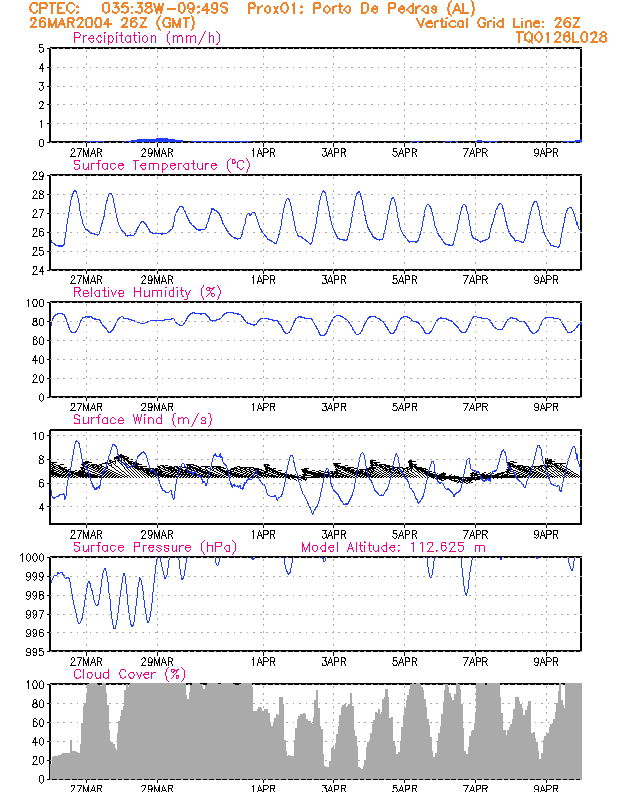 CPTEC: 035:38W-09:49S Prox01: Porto De Pedras (AL)
26MAR2004 26Z (GMT) Vertical Grid Line: 26Z
Precipitation (mm/h) TQ0126L028
5
4
3
2
1
0
27MAR 29MAR 1APR 3APR 5APR 7APR 9APR
Surface Temperature (ºC)
29
28
27
26
25
24
27MAR 29MAR 1APR 3APR 5APR 7APR 9APR
Relative Humidity (%)
100
80
60
40
20
0
27MAR 29MAR 1APR 3APR 5APR 7APR 9APR
Surface Wind (m/s)
10
8
6
4
27MAR 29MAR 1APR 3APR 5APR 7APR 9APR
Surface Pressure (hPa) Model Altitude: 112.625 m
1000
999
998
997
996
995
27MAR 29MAR 1APR 3APR 5APR 7APR 9APR
Cloud Cover (%)
100
80
60
40
20
0
27MAR 29MAR 1APR 3APR 5APR 7APR 9APR